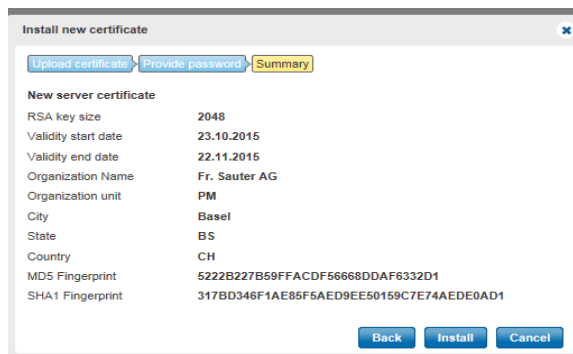 Install new certificate
Upload certificate Provide password Summary
New server certificate
RSA key size 2048
Validity start date 23.10.2015
Validity end date 22.11.2015
Organization Name Fr. Sauter AG
Organization unit PM
City Basel
State BS
Country CH
MD5 Fingerprint 5222B227B59FFACDF56668DDAF6332D1
SHA1 Fingerprint 317BD346F1AE85F5AED9EE50159C7E74AEDE0AD1
Back Install Cancel